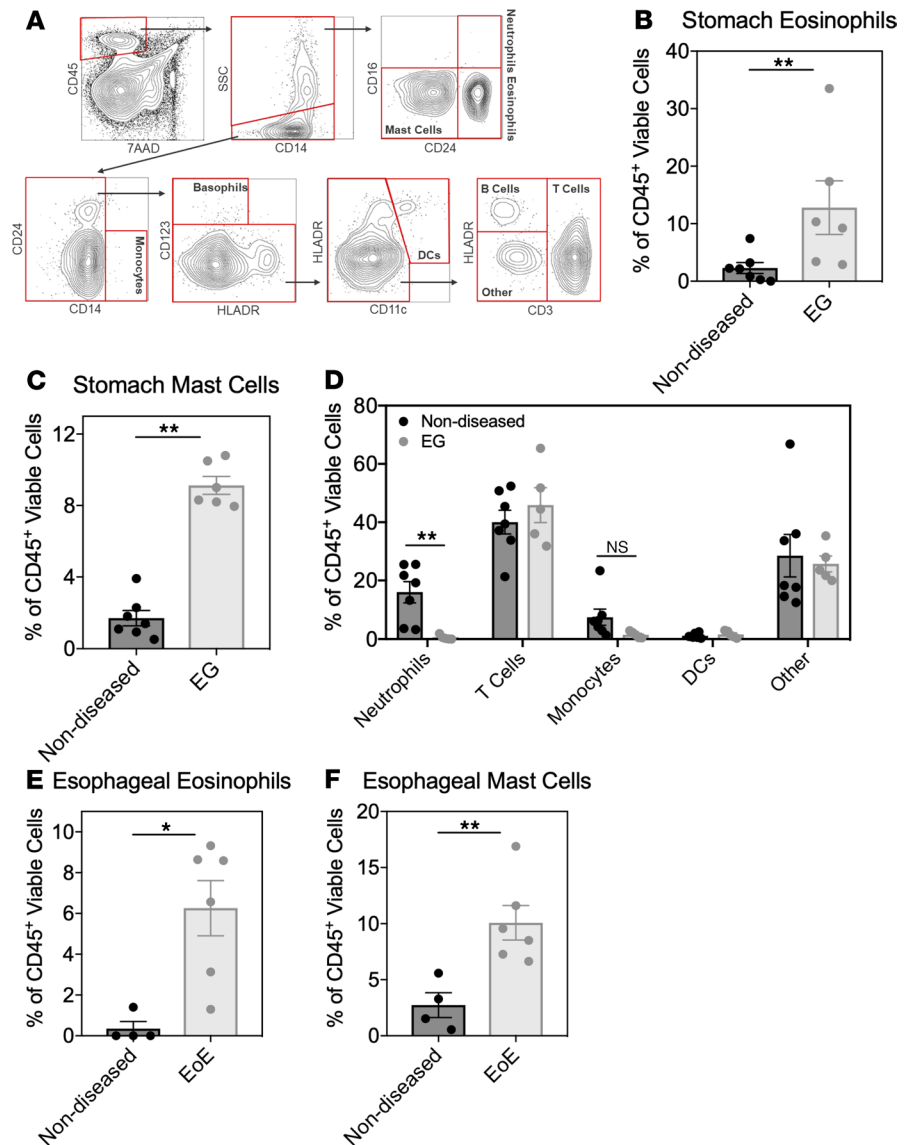 A
CD45
7AAD
SSC
CD14
CD16
Mast Cells
Neutrophils
Eosinophils
CD24
CD24
Monocytes
CD14
Basophils
CD123
HLADR
HLADR
DCs
CD11c
B Cells
T Cells
HLADR
Other
CD3
B Stomach Eosinophils
% of CD45⁺ Viable Cells
40
30
20
10
0
**
Non-diseased
EG
C Stomach Mast Cells
% of CD45⁺ Viable Cells
12
8
4
0
**
Non-diseased
EG
D
% of CD45⁺ Viable Cells
80
60
40
20
0
Non-diseased
EG
**
NS
Neutrophils
T Cells
Monocytes
DCs
Other
E Esophageal Eosinophils
% of CD45⁺ Viable Cells
10
8
6
4
2
0
*
Non-diseased
EoE
F Esophageal Mast Cells
% of CD45⁺ Viable Cells
20
15
10
5
0
**
Non-diseased
EoE